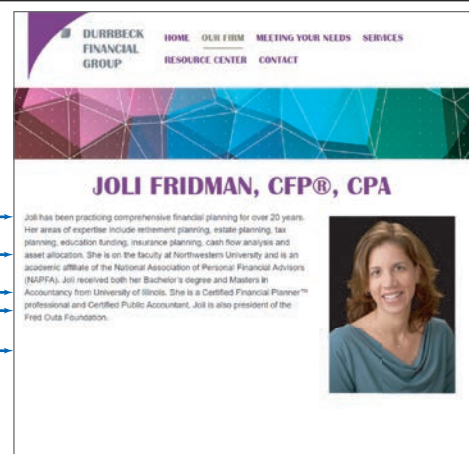 DURRBECK
FINANCIAL
GROUP
HOME OUR FIRM MEETING YOUR NEEDS SERVICES
RESOURCE CENTER CONTACT
JOLI FRIDMAN, CFP®, CPA
Joli has been practicing comprehensive financial planning for over 20 years.
Her areas of expertise include retirement planning, estate planning, tax
planning, education funding, insurance planning, cash flow analysis and
asset allocation. She is on the faculty at Northwestern University and is an
academic affiliate of the National Association of Personal Financial Advisors
(NAPFA). Joli received both her Bachelor's degree and Masters in
Accountancy from University of Illinois. She is a Certified Financial Planner™
professional and Certified Public Accountant. Joli is also president of the
Fred Outa Foundation.